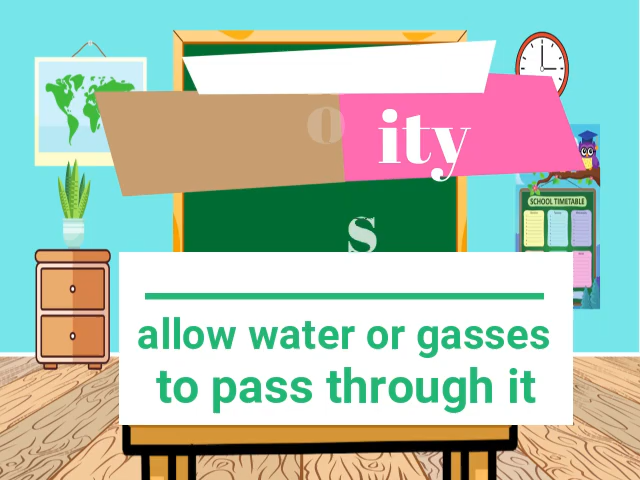 o
ity
s
SCHOOL TIMETABLE
allow water or gasses
to pass through it